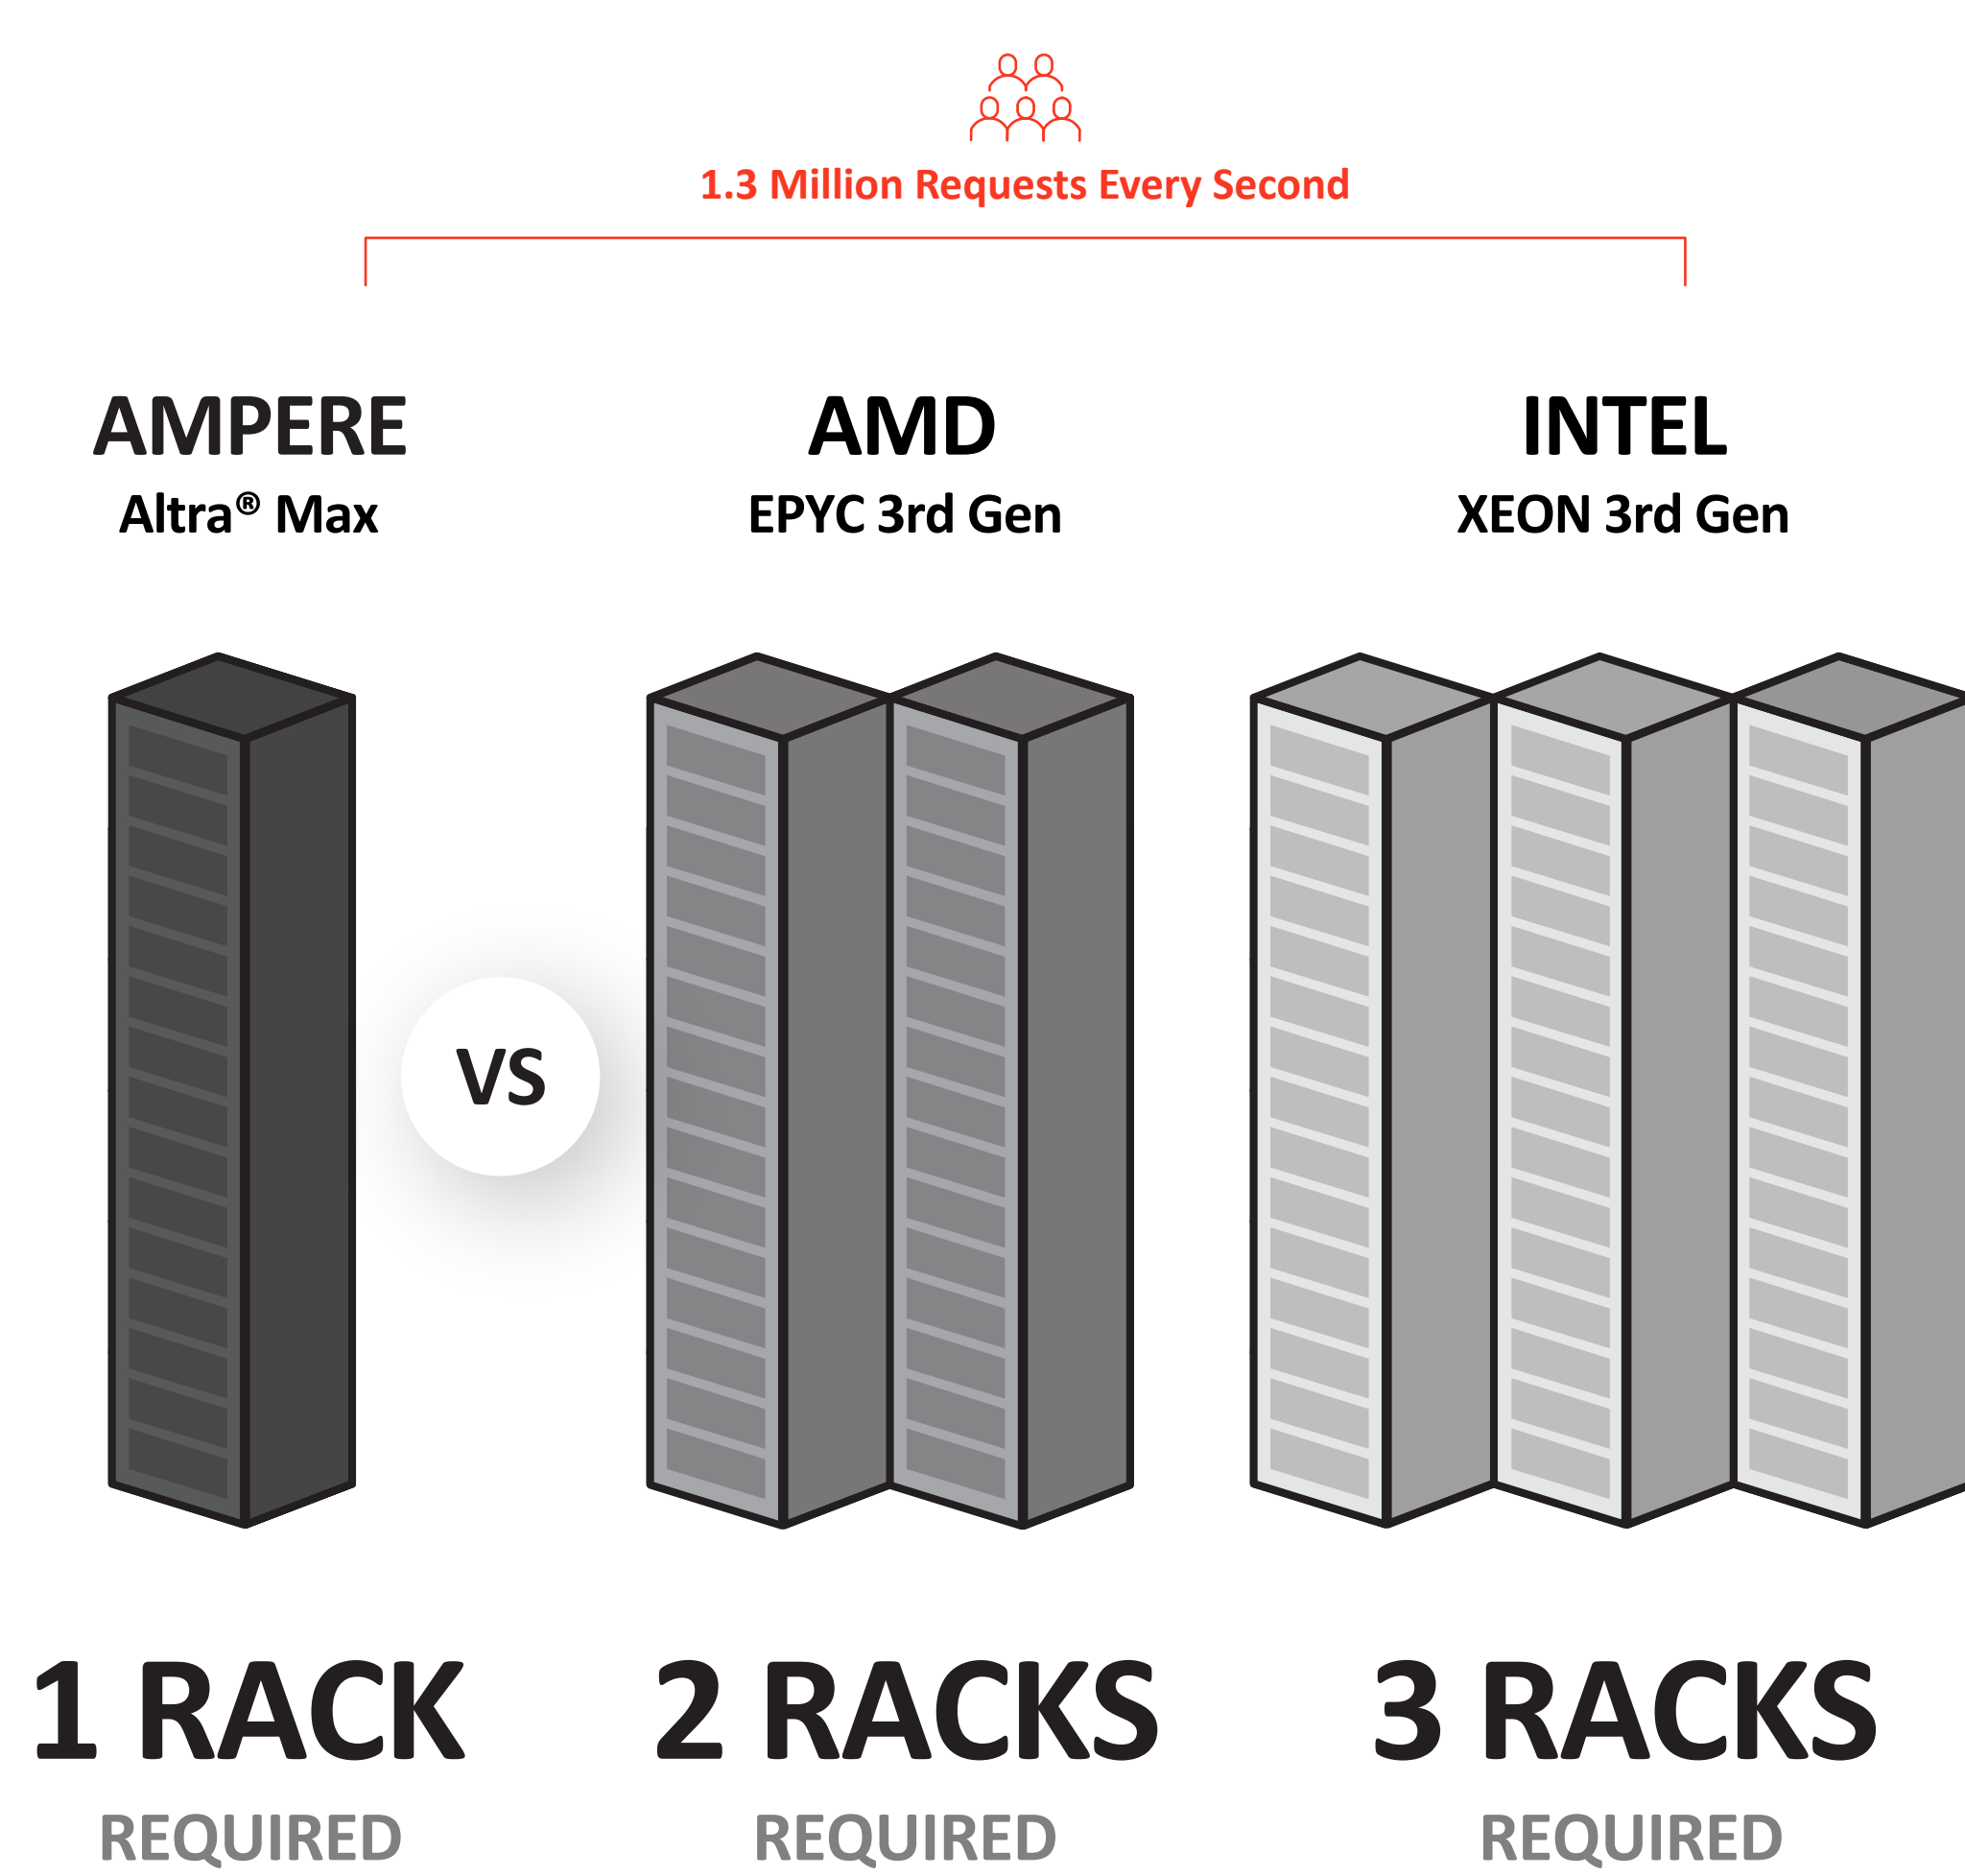 1.3 Million Requests Every Second
AMPERE
Altra® Max
AMD
EPYC 3rd Gen
INTEL
XEON 3rd Gen
VS
1 RACK
REQUIRED
2 RACKS
REQUIRED
3 RACKS
REQUIRED